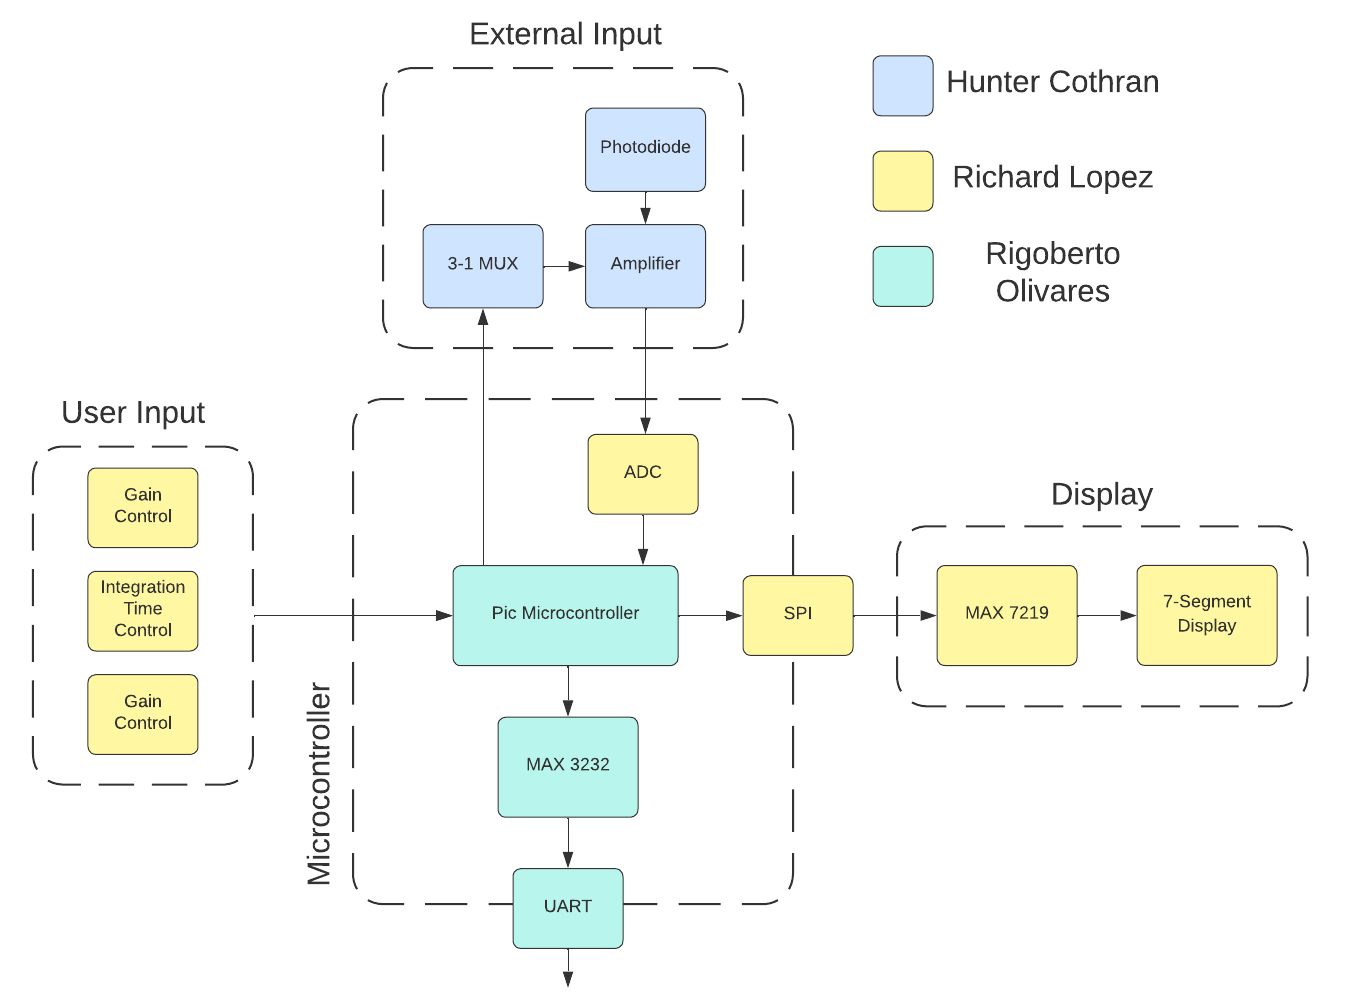 External Input
Photodiode
3-1 MUX
Amplifier
Hunter Cothran
Richard Lopez
Rigoberto
Olivares
User Input
Gain
Control
Integration
Time
Control
Gain
Control
Microcontroller
ADC
Pic Microcontroller
SPI
MAX 3232
UART
Display
MAX 7219
7-Segment
Display